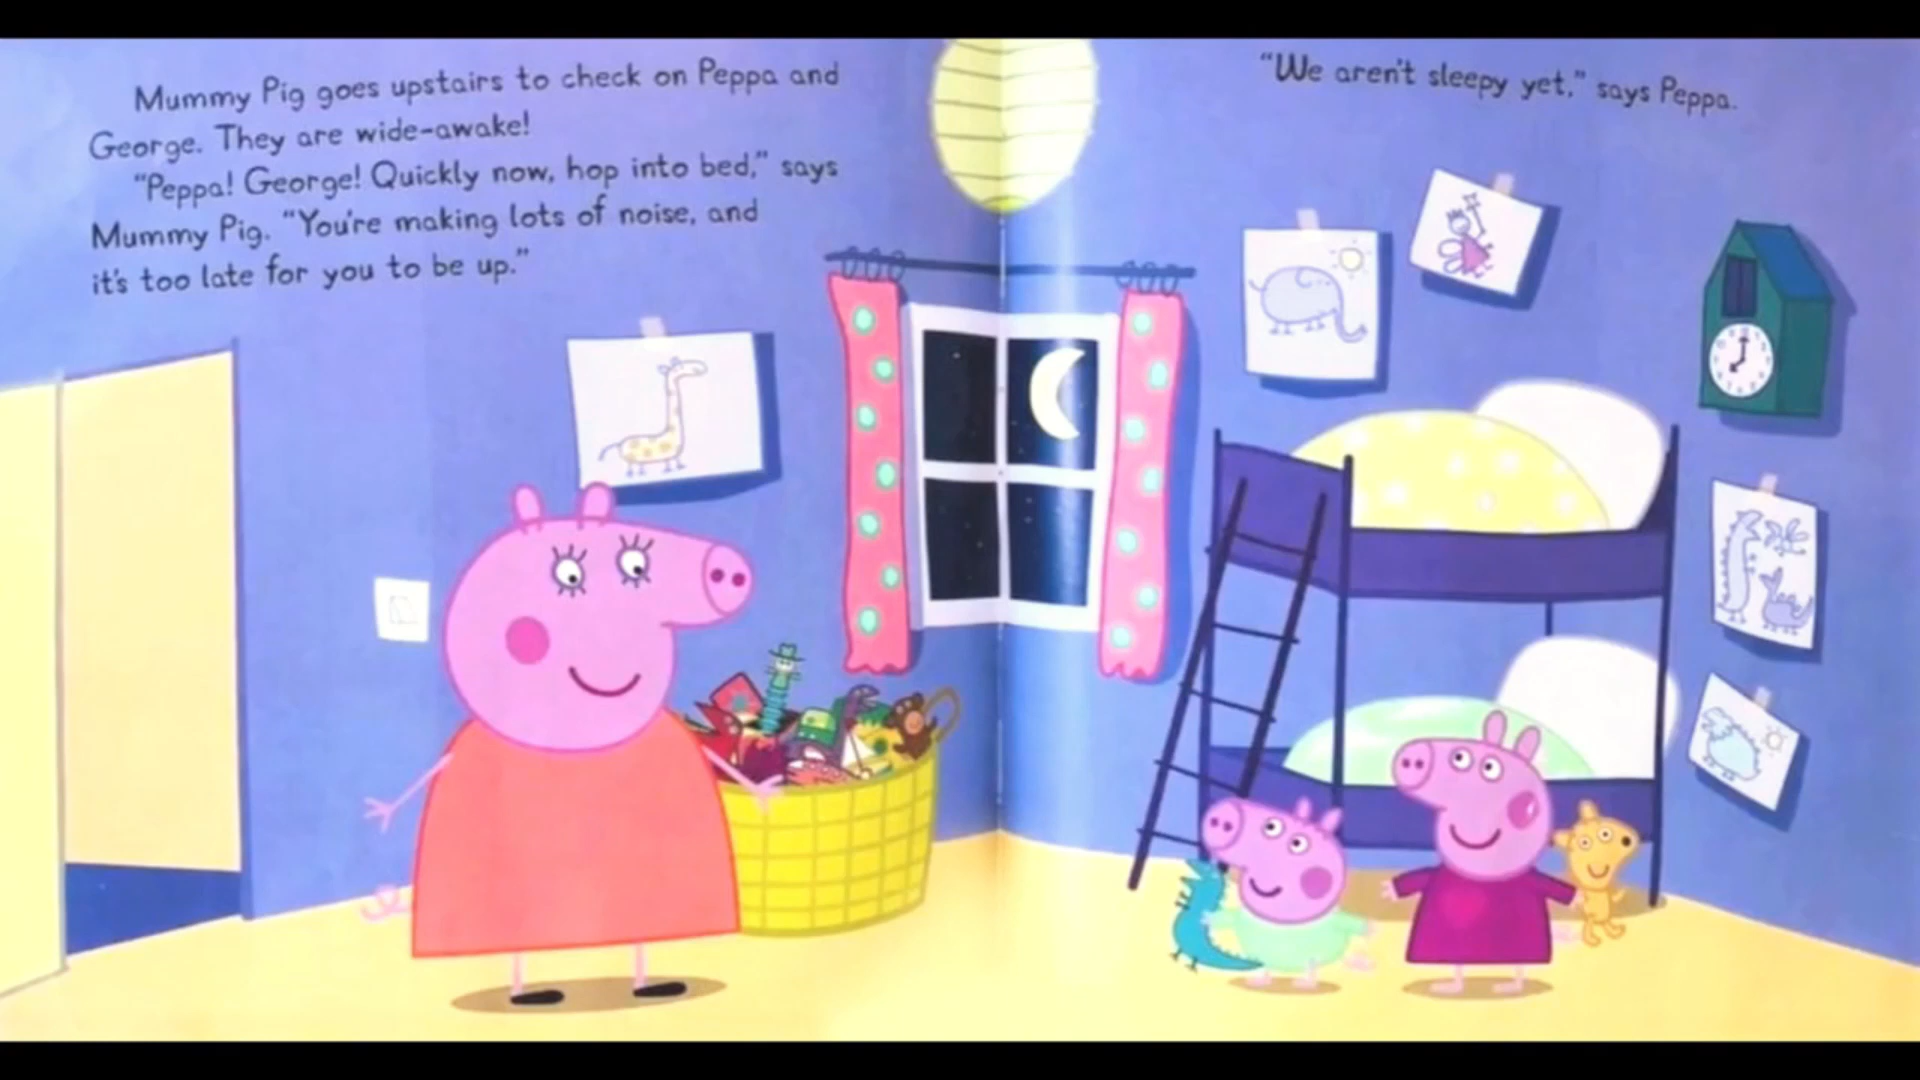 Mummy Pig goes upstairs to check on Peppa and
George. They are wide-awake!
"Peppa! George! Quickly now, hop into bed," says
Mummy Pig. "You're making lots of noise, and
it's too late for you to be up."
"We aren't sleepy yet," says Peppa.